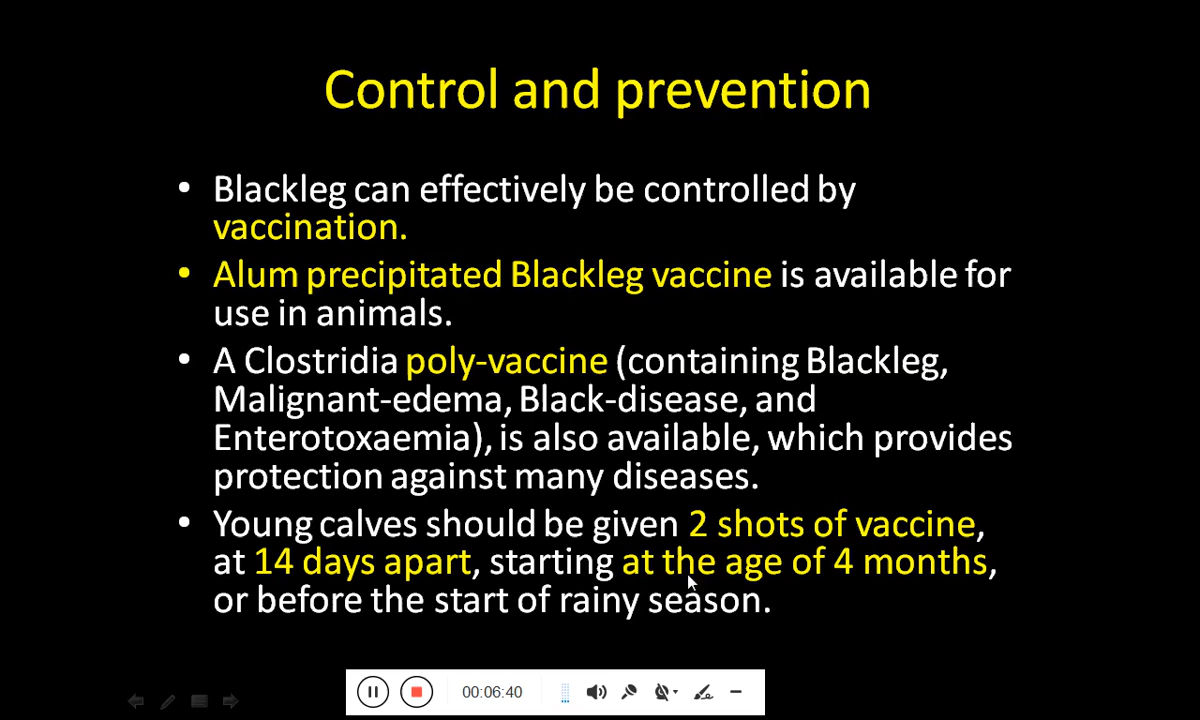 Control and prevention
• Blackleg can effectively be controlled by
vaccination.
• Alum precipitated Blackleg vaccine is available for
use in animals.
• A Clostridia poly-vaccine (containing Blackleg,
Malignant-edema, Black-disease, and
Enterotoxaemia), is also available, which provides
protection against many diseases.
• Young calves should be given 2 shots of vaccine,
at 14 days apart, starting at the age of 4 months,
or before the start of rainy season.
00:06:40